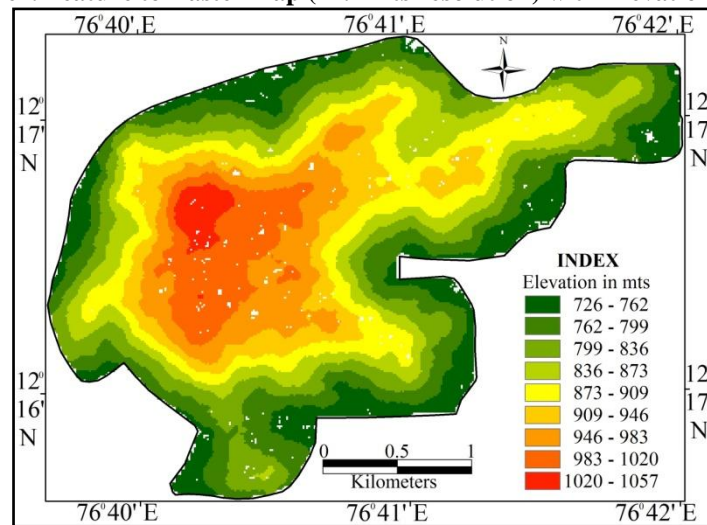 76° 40' E 76° 41' E 76° 42' E
N
12°
17'
N
12°
17'
N
INDEX
Elevation in mts
726 - 762
762 - 799
799 - 836
836 - 873
873 - 909
909 - 946
946 - 983
983 - 1020
1020 - 1057
12°
16'
N
12°
17'
N
0 0.5 1
Kilometers
76° 40' E 76° 41' E 76° 42' E